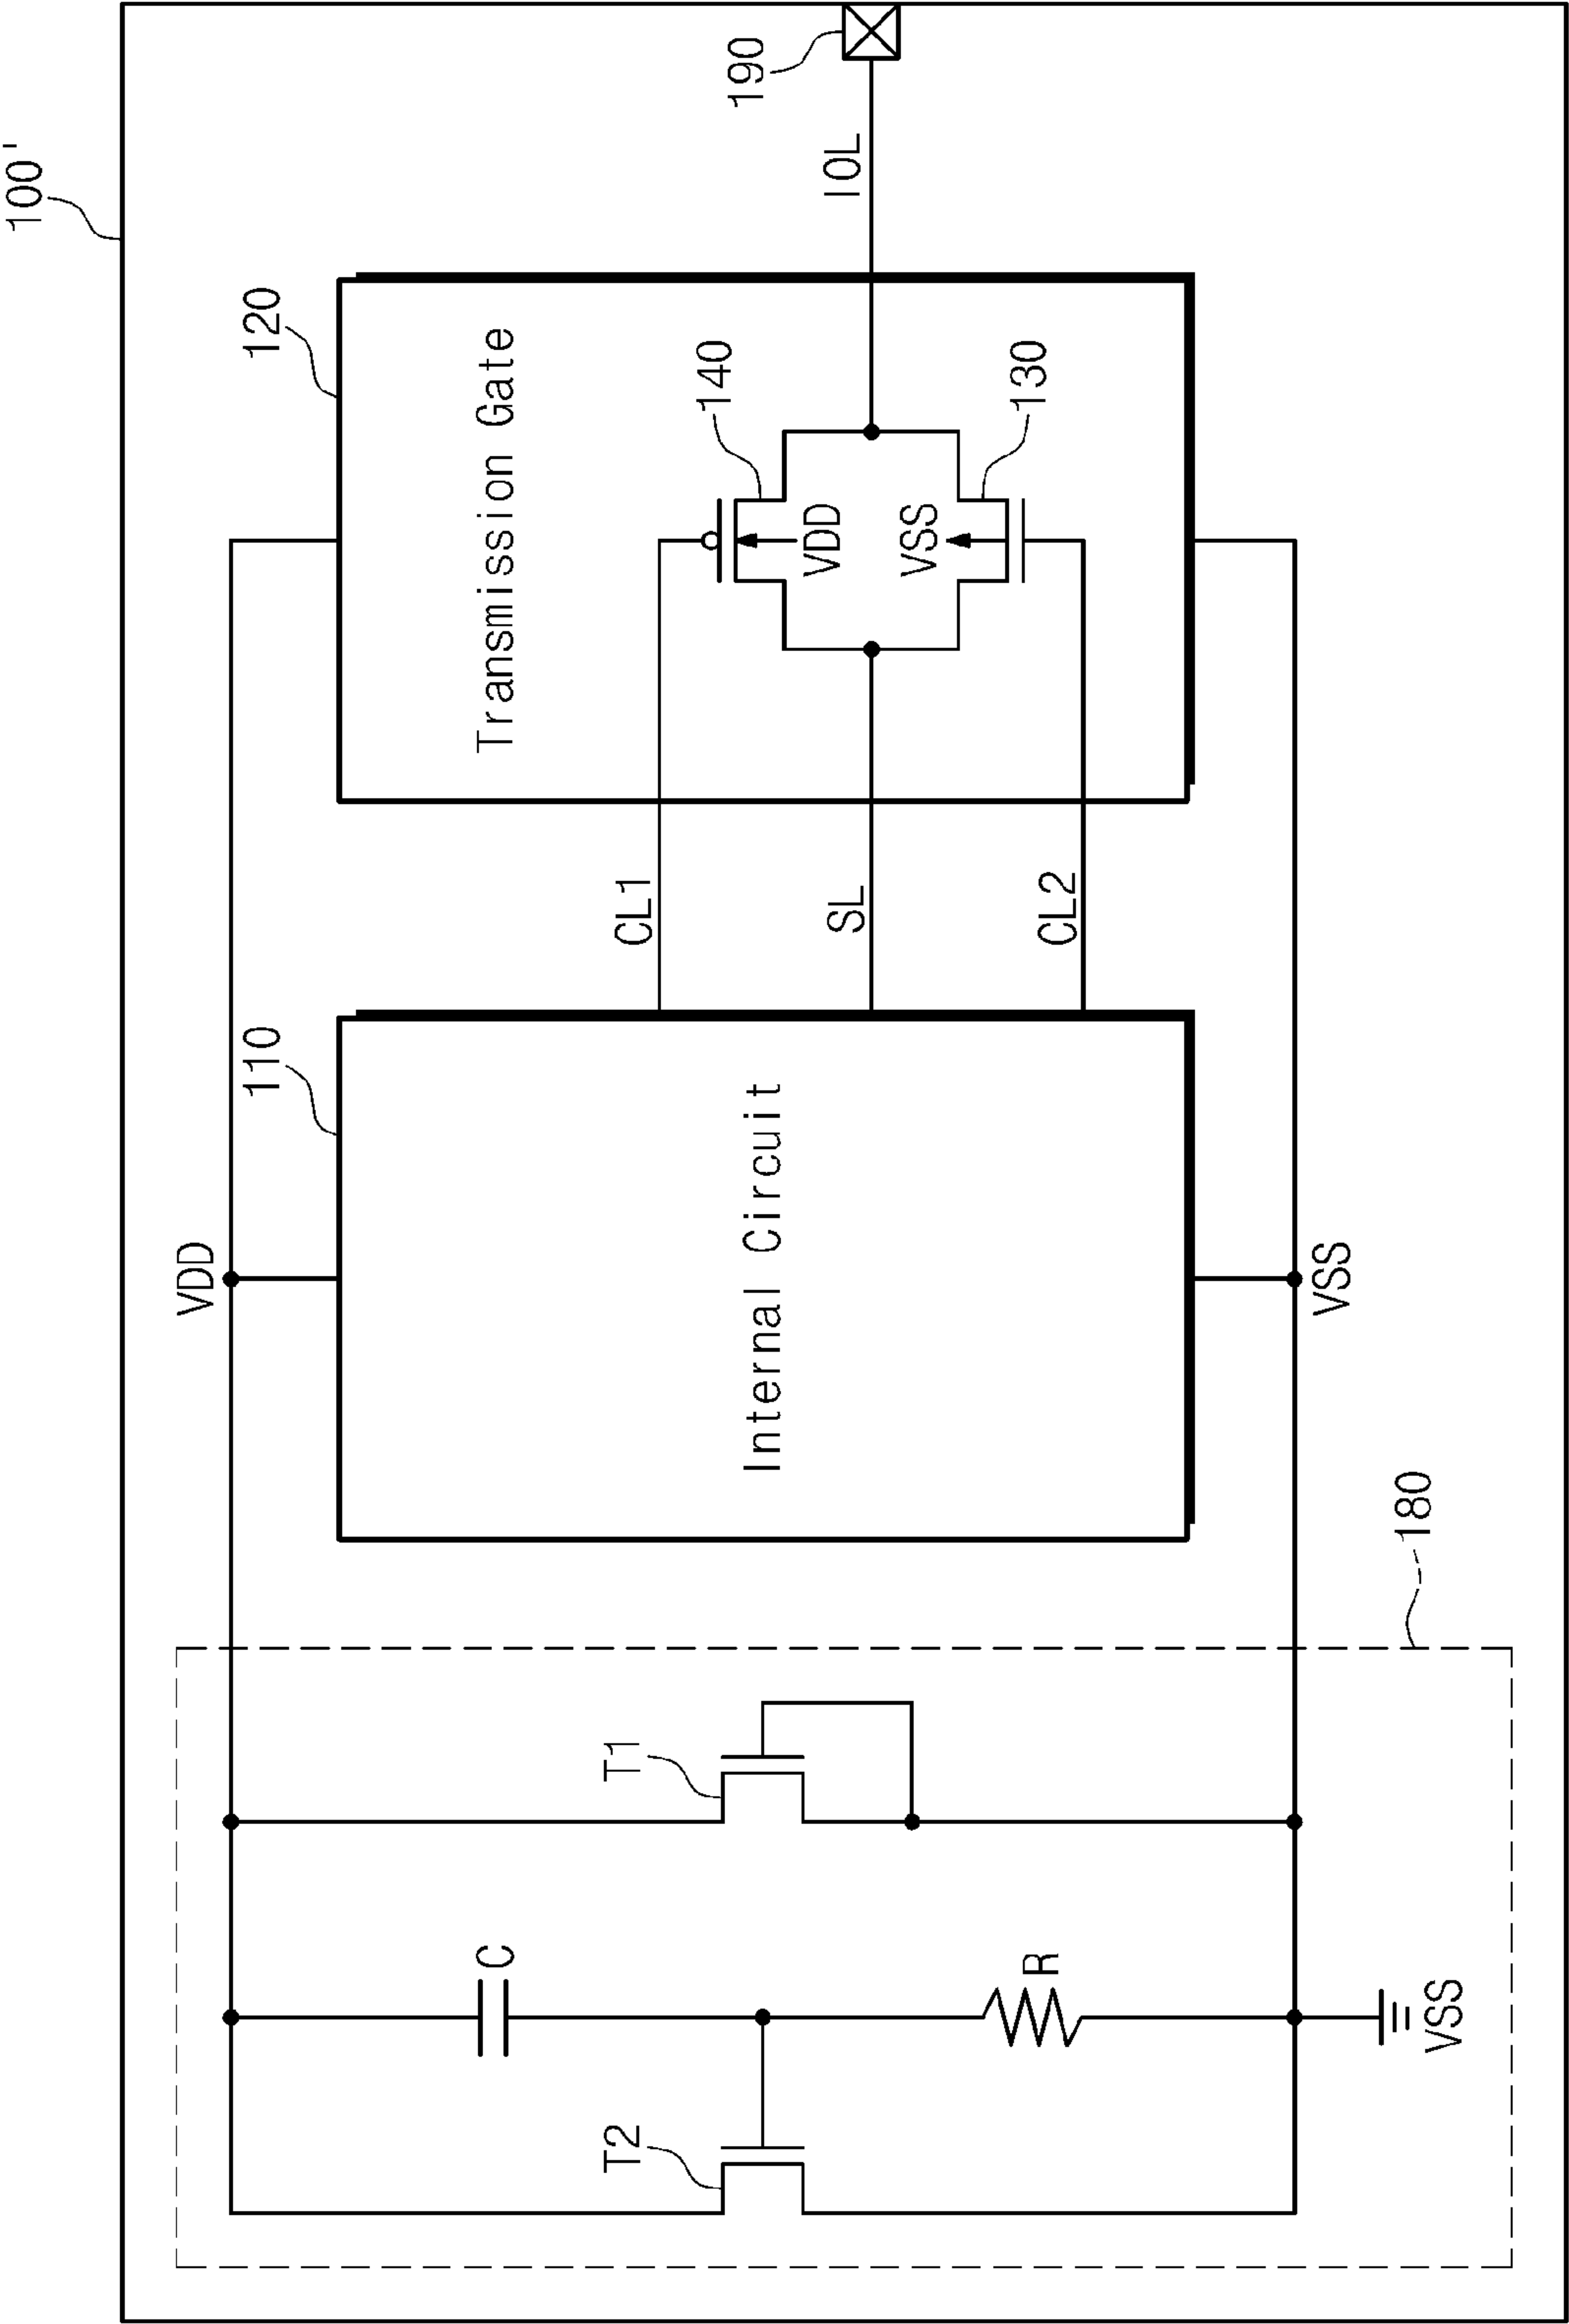 100'
VDD
110
120
Internal Circuit
Transmission Gate
CL1
SL
CL2
140
VDD
VSS
130
IOL
190
T2
C
T1
R
VSS
VSS
180